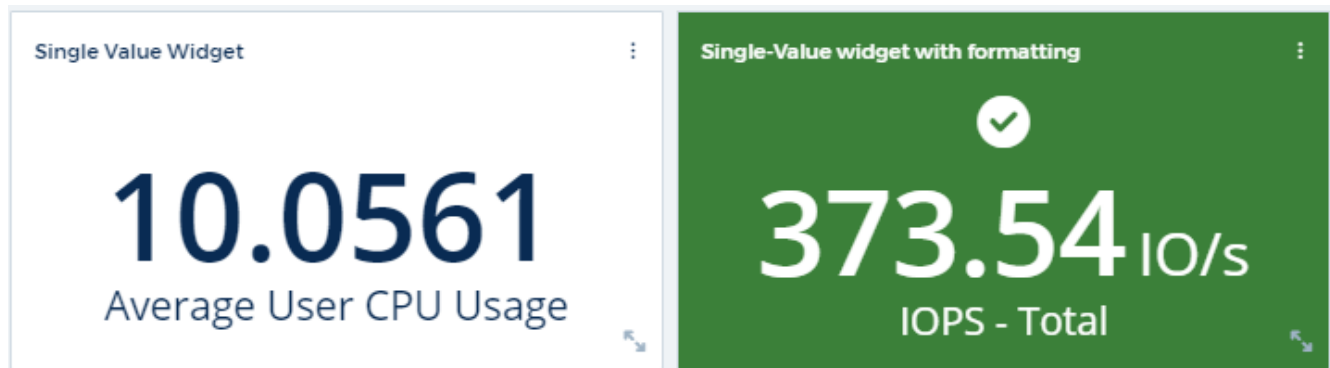 Single Value Widget
10.0561
Average User CPU Usage
Single-Value widget with formatting
373.54 IO/s
IOPS - Total